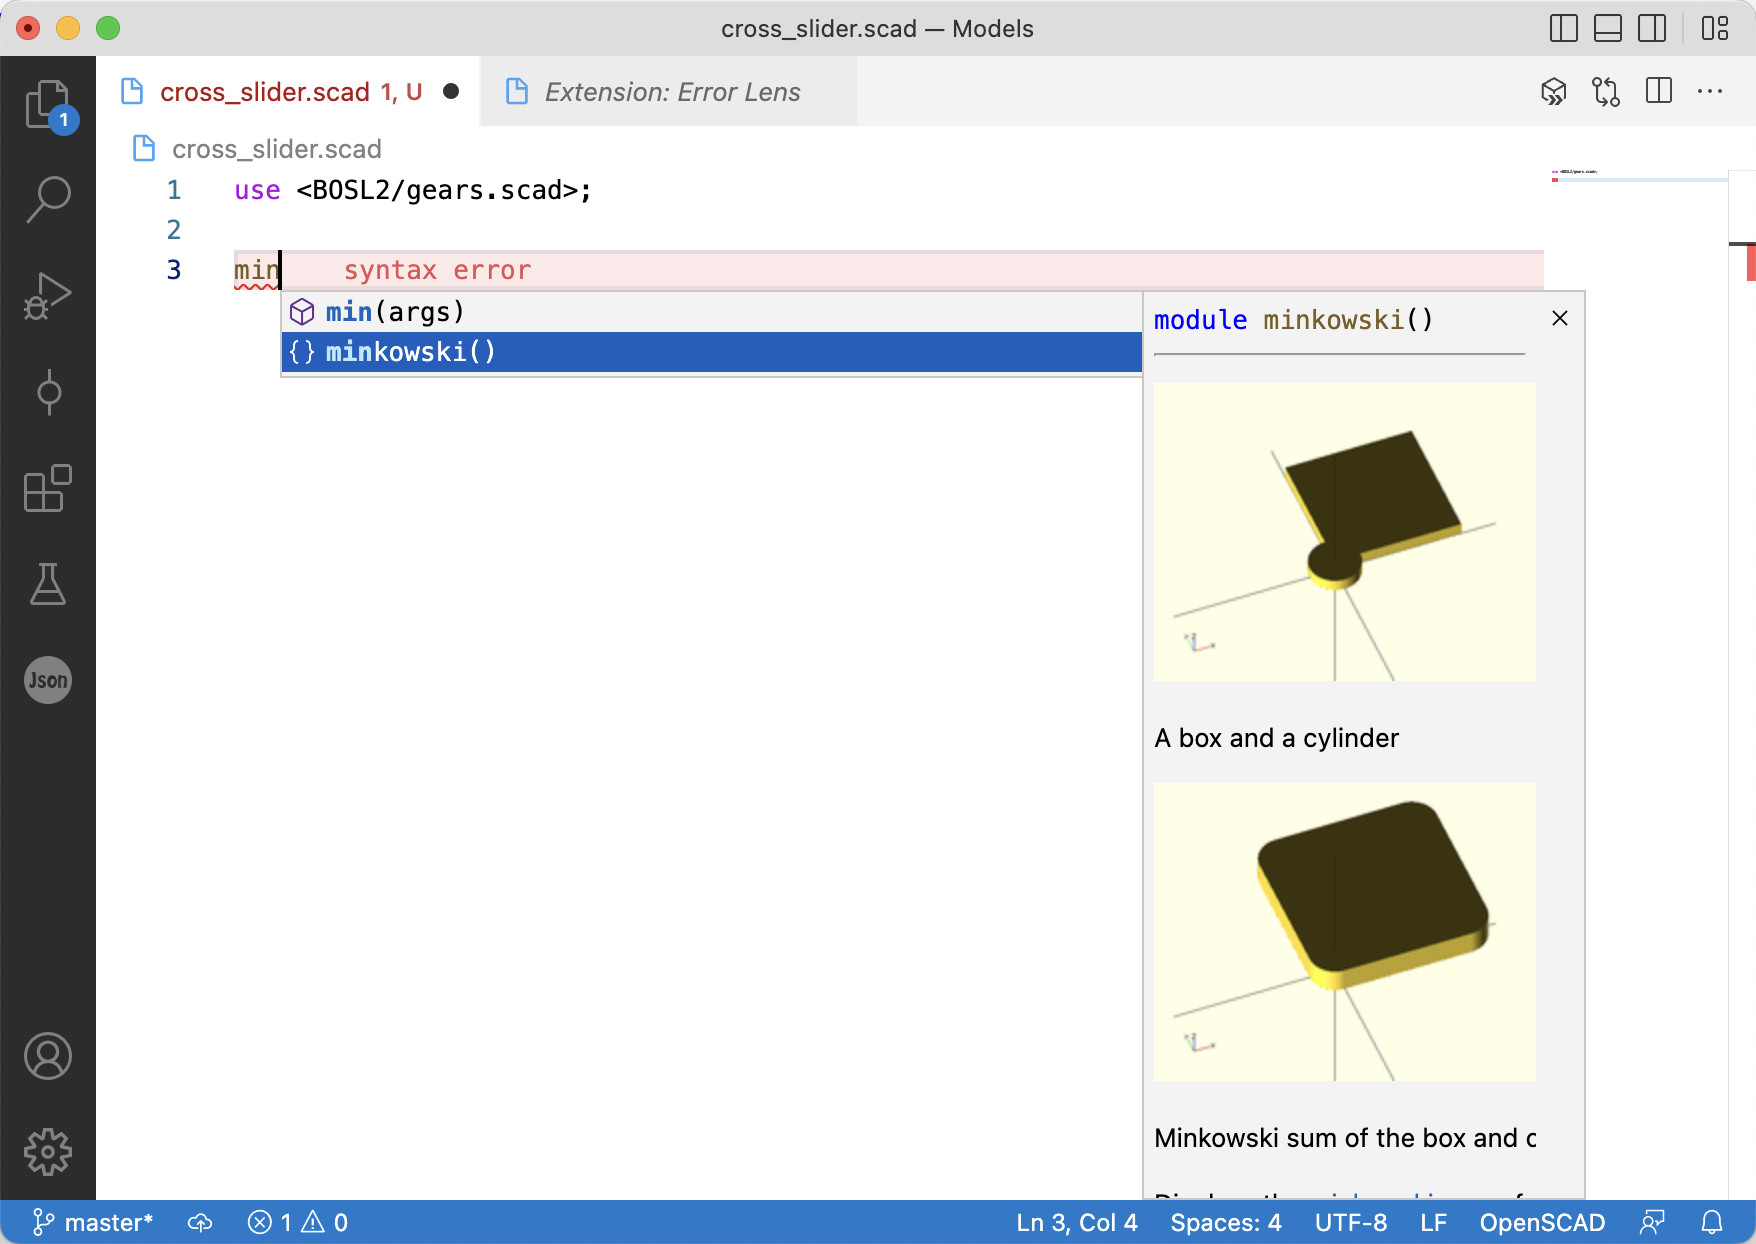 cross_slider.scad — Models
cross_slider.scad 1, U
Extension: Error Lens
1
cross_slider.scad
1 use <BOSL2/gears.scad>;
2
3 min syntax error
min(args)
{} minkowski()
module minkowski()
A box and a cylinder
Minkowski sum of the box and c
Json
master* 1 0 Ln 3, Col 4 Spaces: 4 UTF-8 LF OpenSCAD